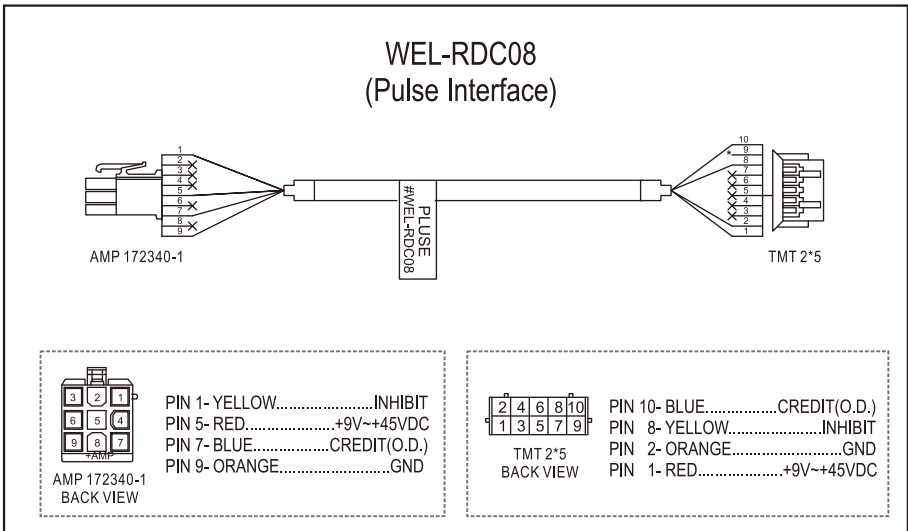 WEL-RDC08
(Pulse Interface)
1
2
3
4
5
6
7
8
9
AMP 172340-1
PLUSE
#WEL-RDC08
10
9
8
7
6
5
4
3
2
1
TMT 2*5
3 2 1
6 5 4
9 8 7
+AMP
AMP 172340-1
BACK VIEW
PIN 1- YELLOW....................INHIBIT
PIN 5- RED................+9V~+45VDC
PIN 7- BLUE.............CREDIT(O.D.)
PIN 9- ORANGE.....................GND
2 4 6 8 10
1 3 5 7 9
TMT 2*5
BACK VIEW
PIN 10- BLUE.............CREDIT(O.D.)
PIN 8- YELLOW.....................INHIBIT
PIN 2- ORANGE......................GND
PIN 1- RED................+9V~+45VDC